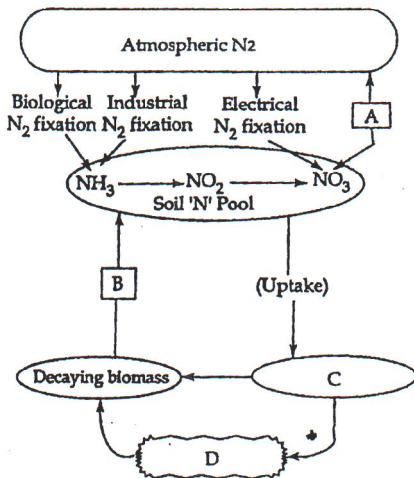 Atmospheric N2
Biological Industrial Electrical
N2 fixation N2 fixation N2 fixation
A
NH3 NO2 NO3
Soil 'N' Pool
B
(Uptake)
Decaying biomass
C
*
D